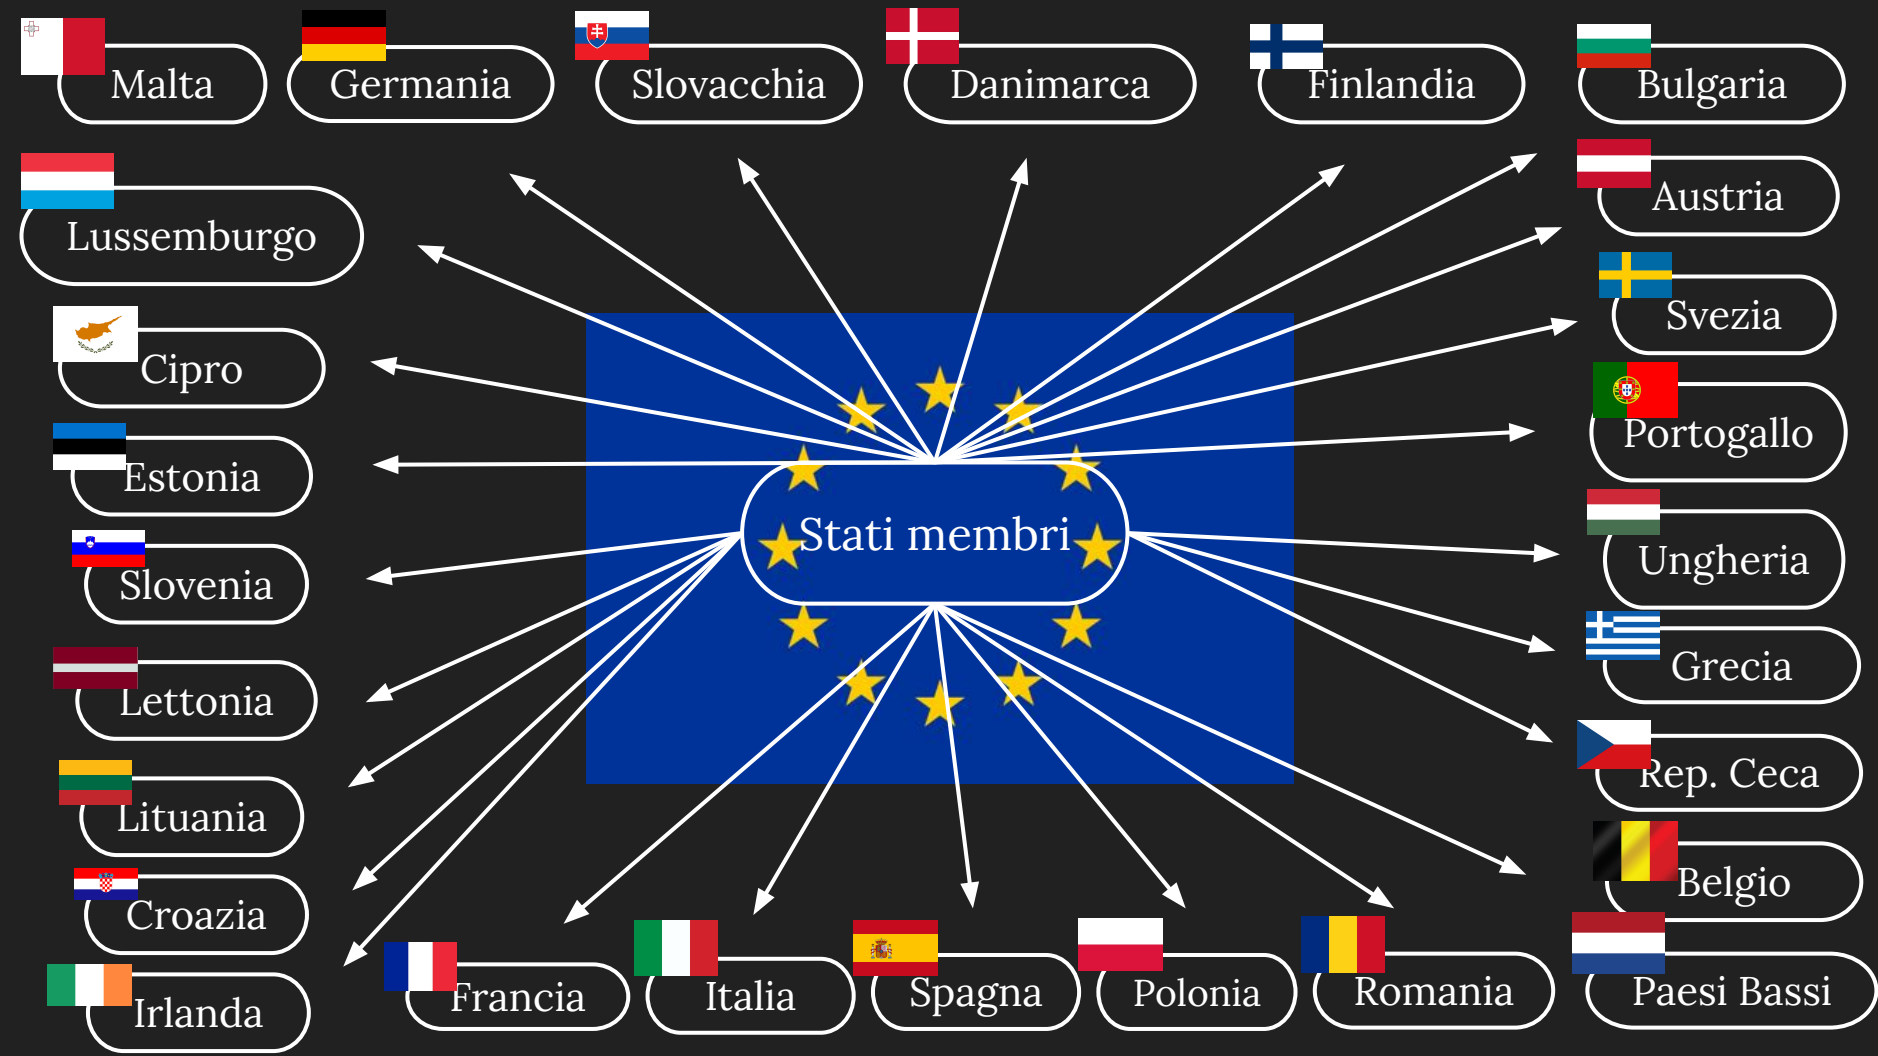 Malta
Germania
Slovacchia
Danimarca
Finlandia
Bulgaria
Lussemburgo
Austria
Cipro
Svezia
Estonia
Portogallo
Slovenia
Stati membri
Ungheria
Lettonia
Grecia
Lituania
Rep. Ceca
Croazia
Belgio
Irlanda
Francia
Italia
Spagna
Polonia
Romania
Paesi Bassi